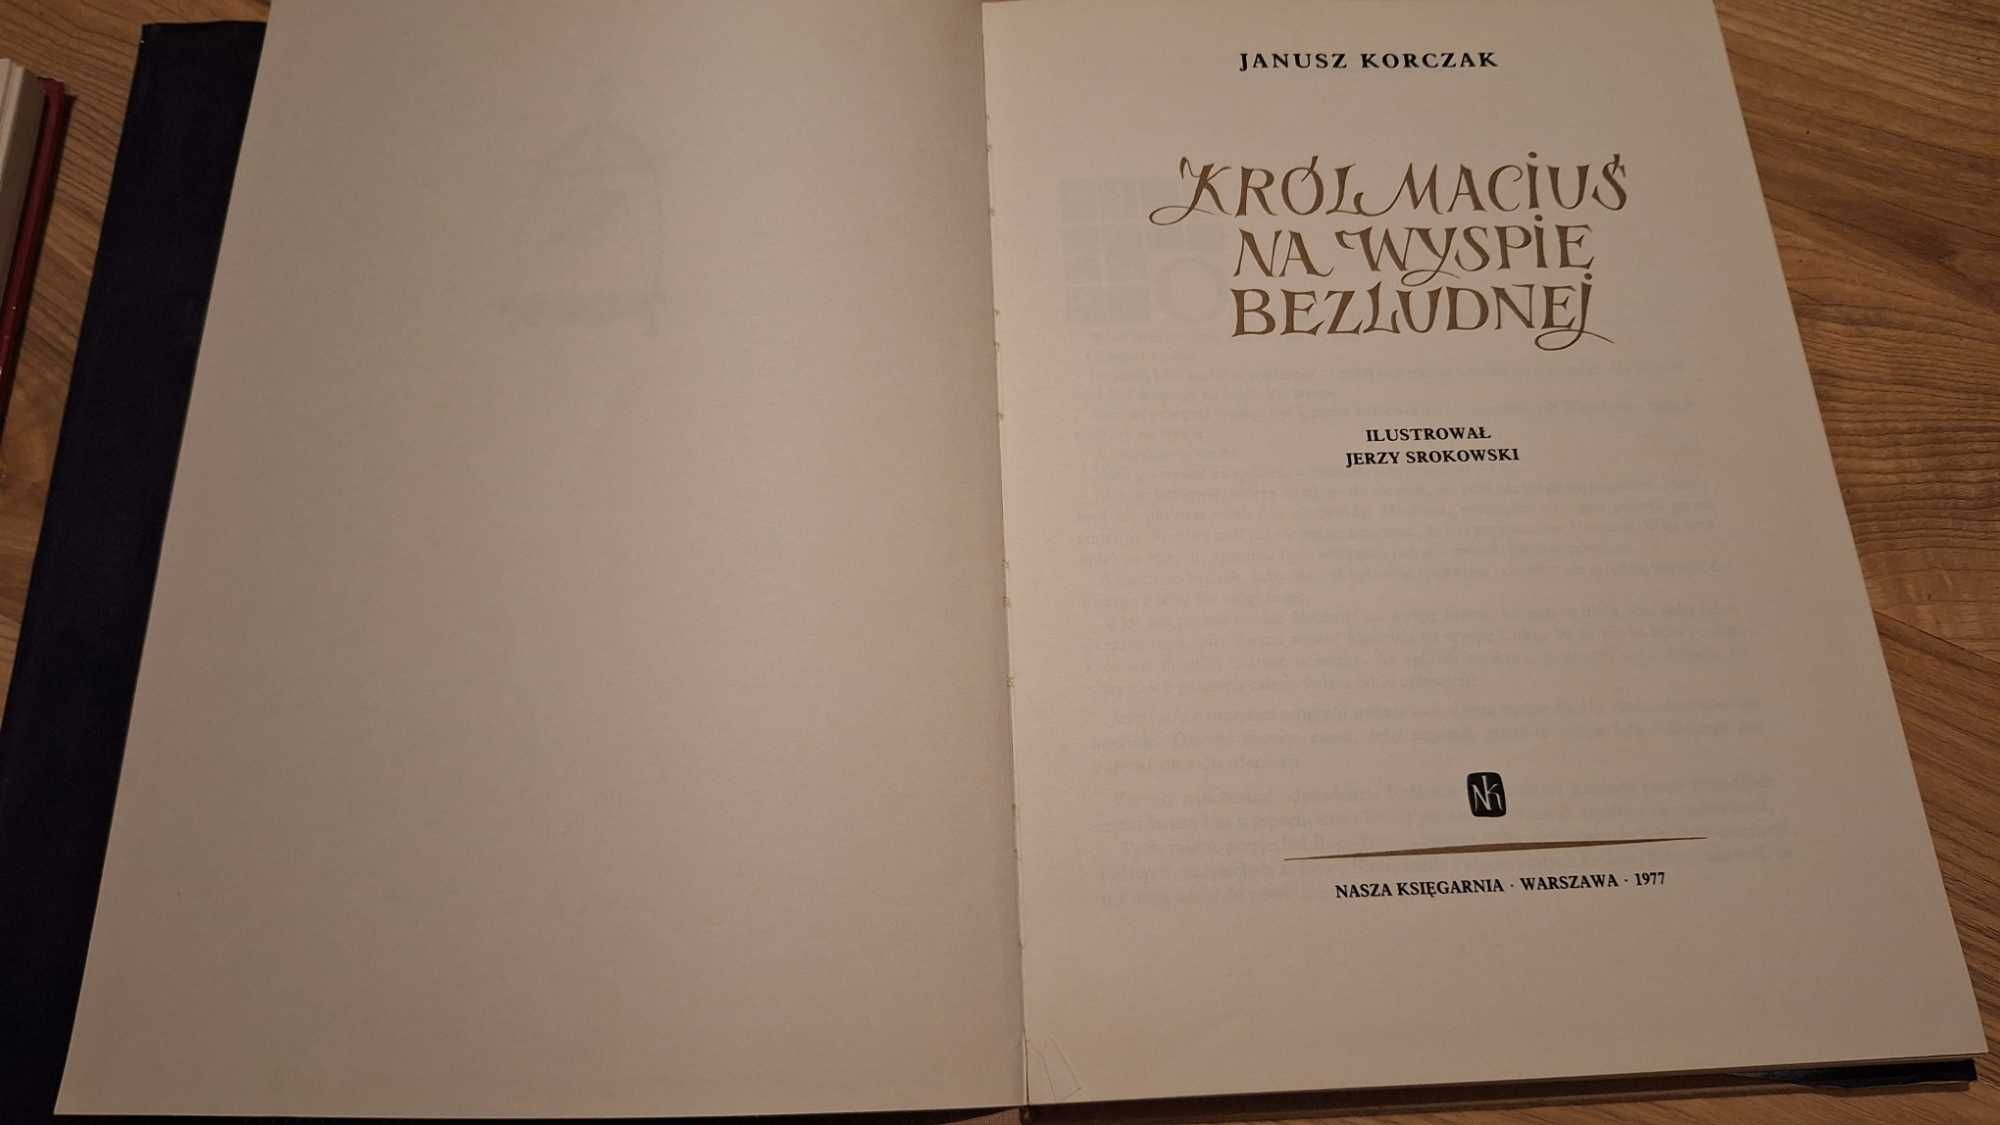 JANUSZ KORCZAK
KRÓL MACIUŚ
NA WYSPIE
BEZLUDNEJ
ILUSTROWAŁ
JERZY SROKOWSKI
NK
NASZA KSIĘGARNIA · WARSZAWA · 1977